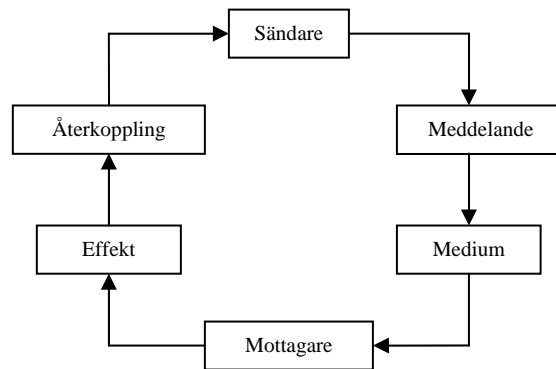 Sändare
Återkoppling
Meddelande
Effekt
Medium
Mottagare